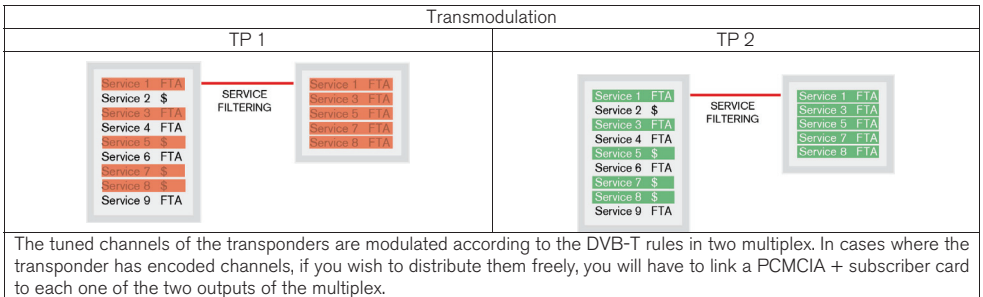 Transmodulation
TP 1
TP 2
Service 1 FTA
Service 2 $
Service 3 FTA
Service 4 FTA
Service 5 $
Service 6 FTA
Service 7 $
Service 8 $
Service 9 FTA
SERVICE
FILTERING
Service 1 FTA
Service 3 FTA
Service 5 FTA
Service 7 FTA
Service 8 FTA
Service 1 FTA
Service 2 $
Service 3 FTA
Service 4 FTA
Service 5 $
Service 6 FTA
Service 7 $
Service 8 $
Service 9 FTA
SERVICE
FILTERING
Service 1 FTA
Service 3 FTA
Service 5 FTA
Service 7 FTA
Service 8 FTA
The tuned channels of the transponders are modulated according to the DVB-T rules in two multiplex. In cases where the
transponder has encoded channels, if you wish to distribute them freely, you will have to link a PCMCIA + subscriber card
to each one of the two outputs of the multiplex.